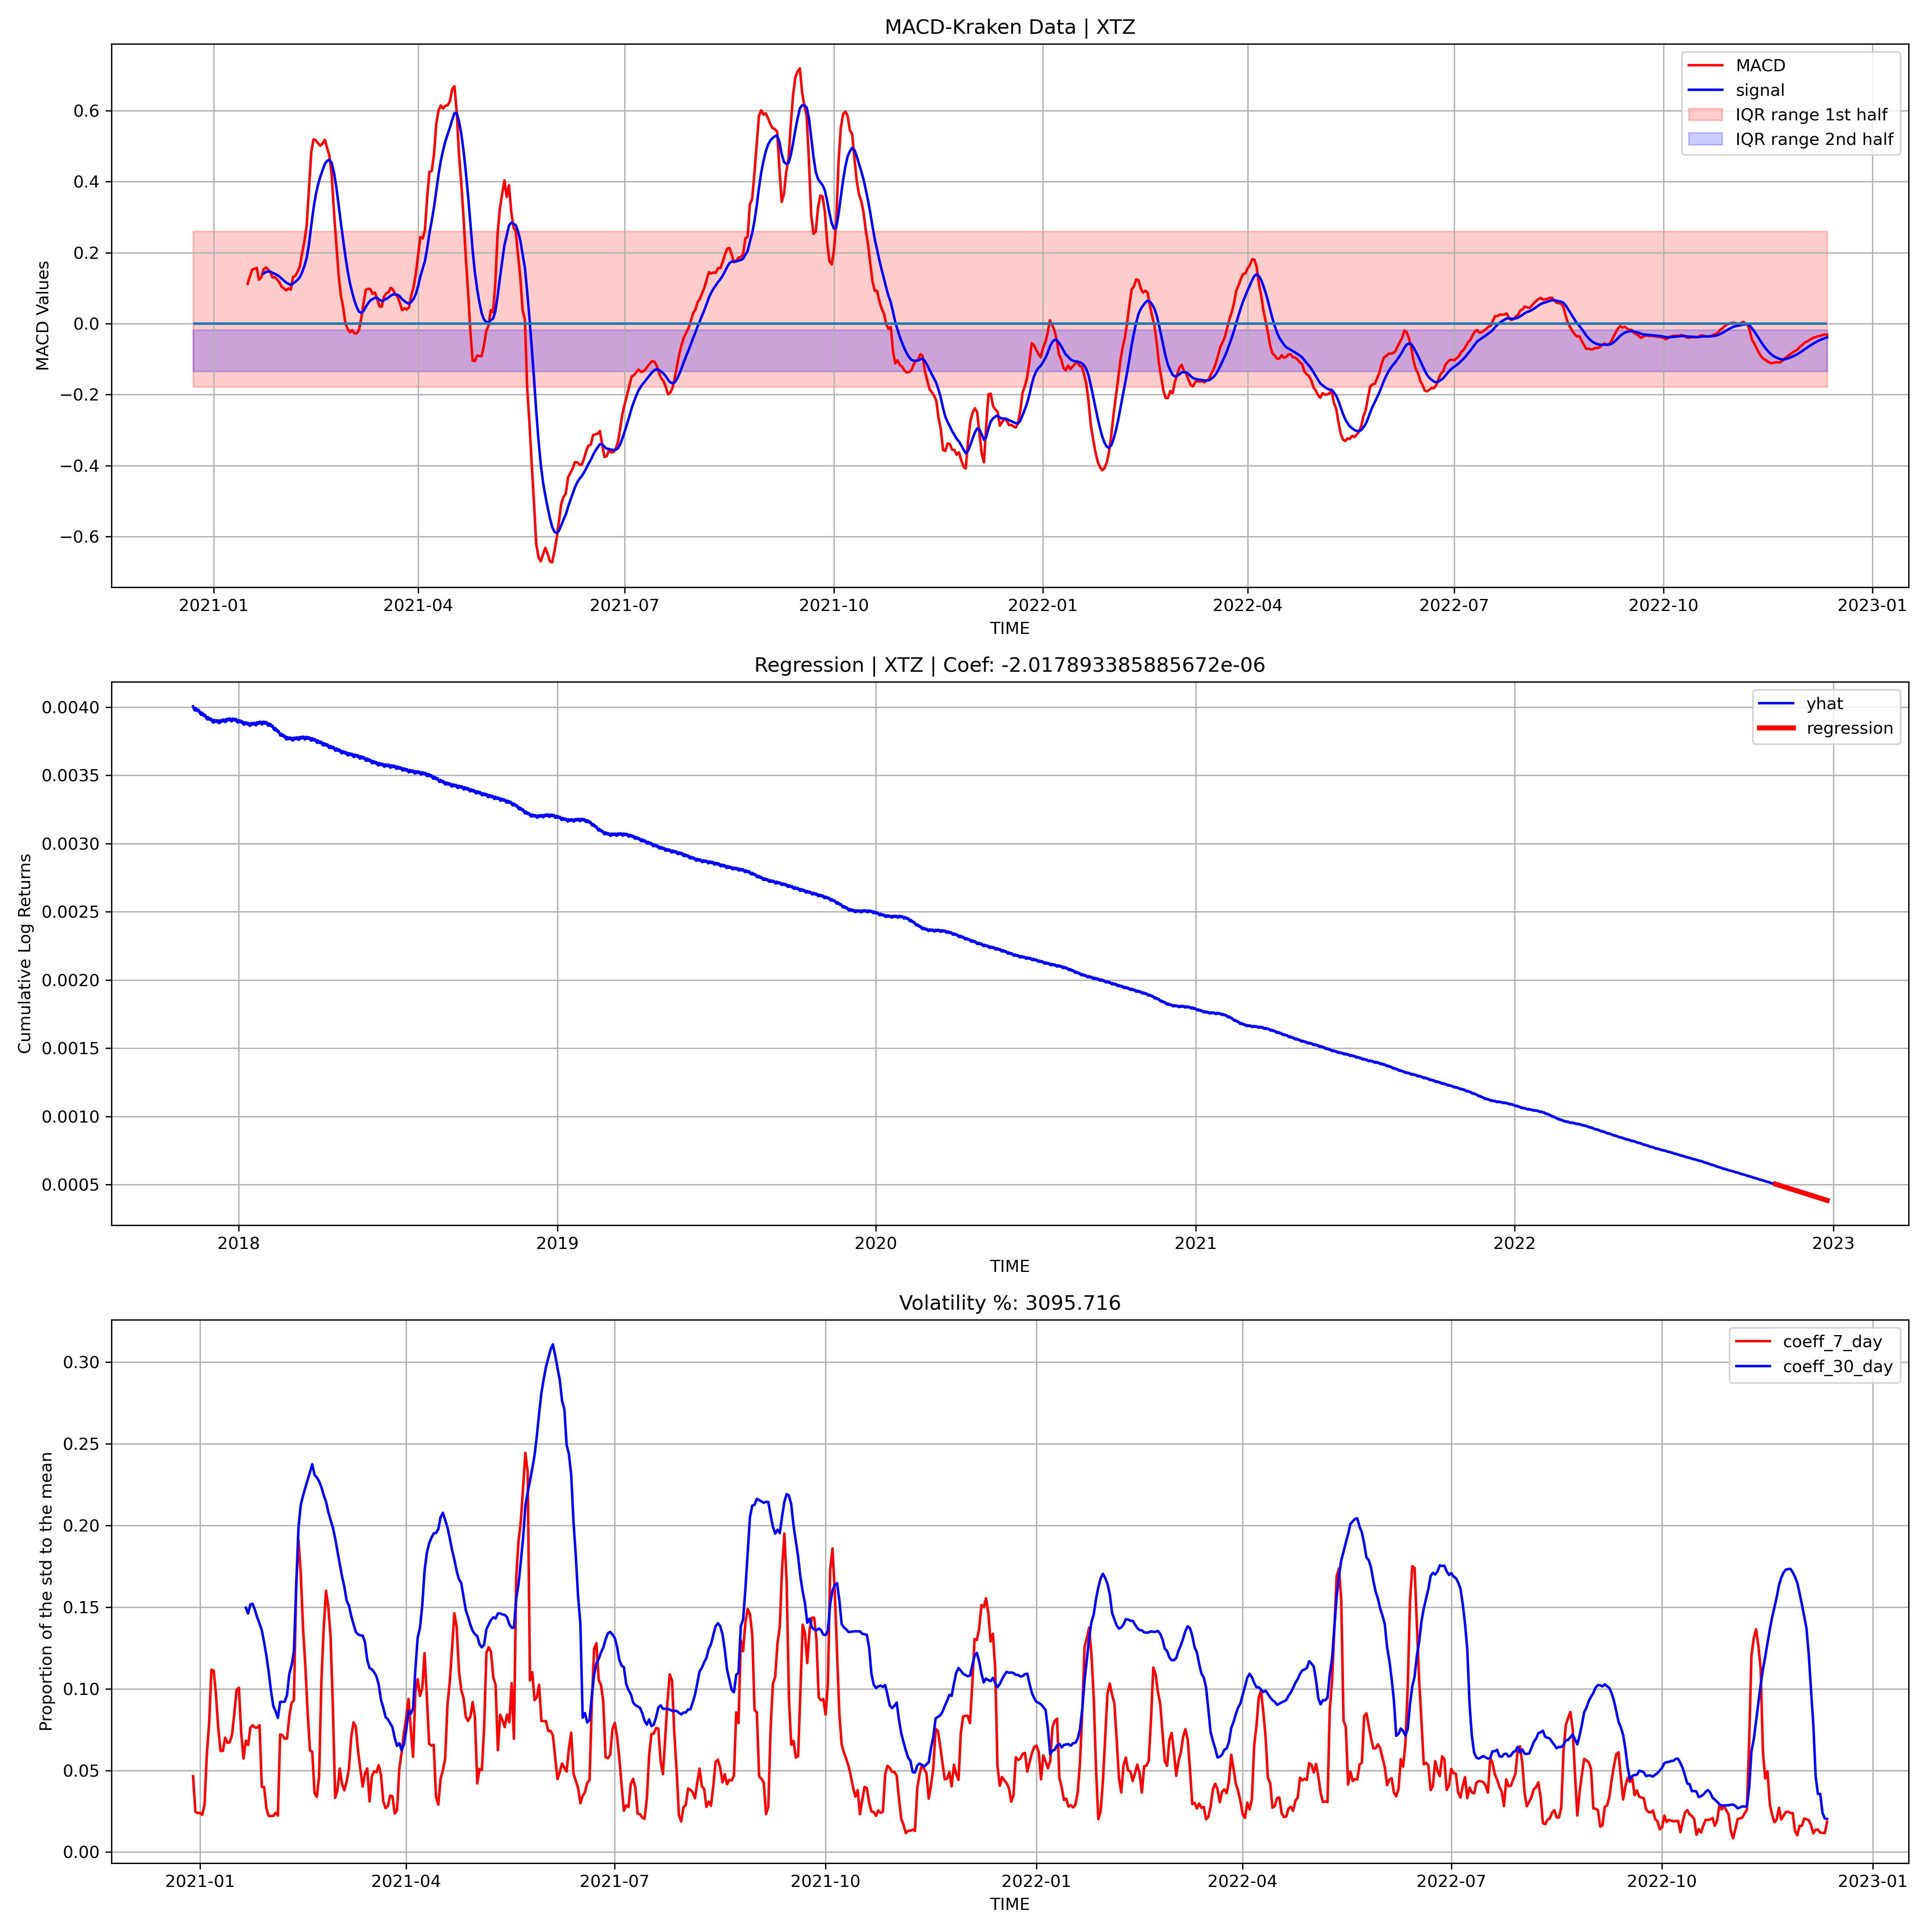 MACD-Kraken Data | XTZ
MACD
signal
IQR range 1st half
IQR range 2nd half
MACD Values
0.6
0.4
0.2
0.0
−0.2
−0.4
−0.6
2021-01 2021-04 2021-07 2021-10 2022-01 2022-04 2022-07 2022-10 2023-01
TIME
Regression | XTZ | Coef: -2.017893385885672e-06
yhat
regression
Cumulative Log Returns
0.0040
0.0035
0.0030
0.0025
0.0020
0.0015
0.0010
0.0005
2018 2019 2020 2021 2022 2023
TIME
Volatility %: 3095.716
coeff_7_day
coeff_30_day
Proportion of the std to the mean
0.30
0.25
0.20
0.15
0.10
0.05
0.00
2021-01 2021-04 2021-07 2021-10 2022-01 2022-04 2022-07 2022-10 2023-01
TIME